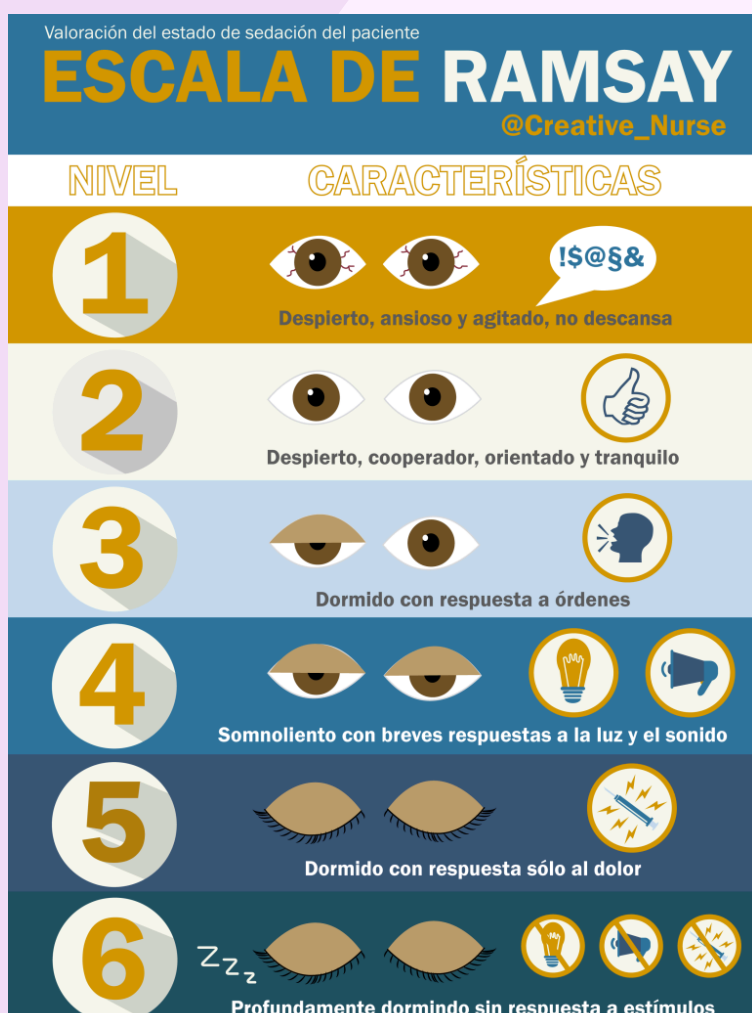 Valoración del estado de sedación del paciente
ESCALA DE RAMSAY
@Creative_Nurse
NIVEL CARACTERÍSTICAS
1
!$@§&
Despierto, ansioso y agitado, no descansa
2
Despierto, cooperador, orientado y tranquilo
3
Dormido con respuesta a órdenes
4
Somnoliento con breves respuestas a la luz y el sonido
5
Dormido con respuesta sólo al dolor
6
Z Z Z
Profundamente dormindo sin respuesta a estímulos